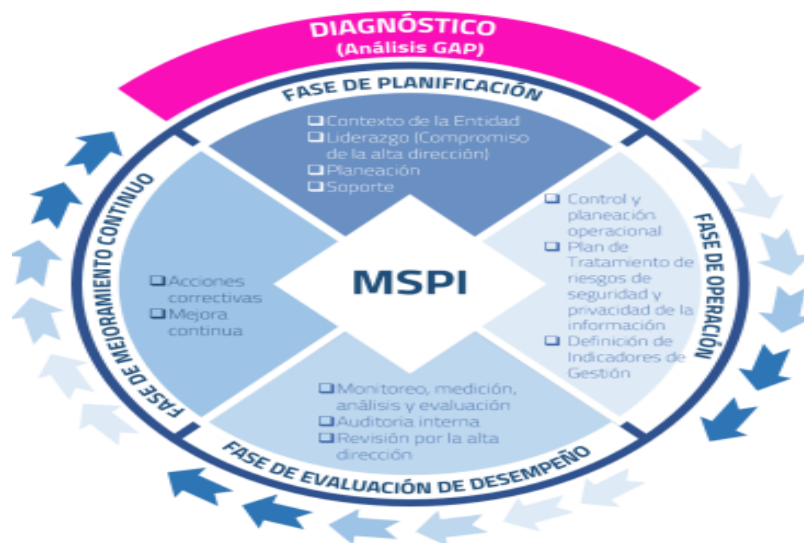 DIAGNÓSTICO
(Análisis GAP)
FASE DE PLANIFICACIÓN
Contexto de la Entidad
Liderazgo (Compromiso
de la alta dirección)
Planeación
Soporte
FASE DE OPERACIÓN
Control y
planeación
operacional
Plan de
Tratamiento de
riesgos de
seguridad y
privacidad de la
información
Definición de
Indicadores de
Gestión
MSPI
FASE DE EVALUACIÓN DE DESEMPEÑO
Monitoreo, medición,
análisis y evaluación
Auditoria interna
Revisión por la alta
dirección
FASE DE MEJORAMIENTO CONTINUO
Acciones
correctivas
Mejora
continua